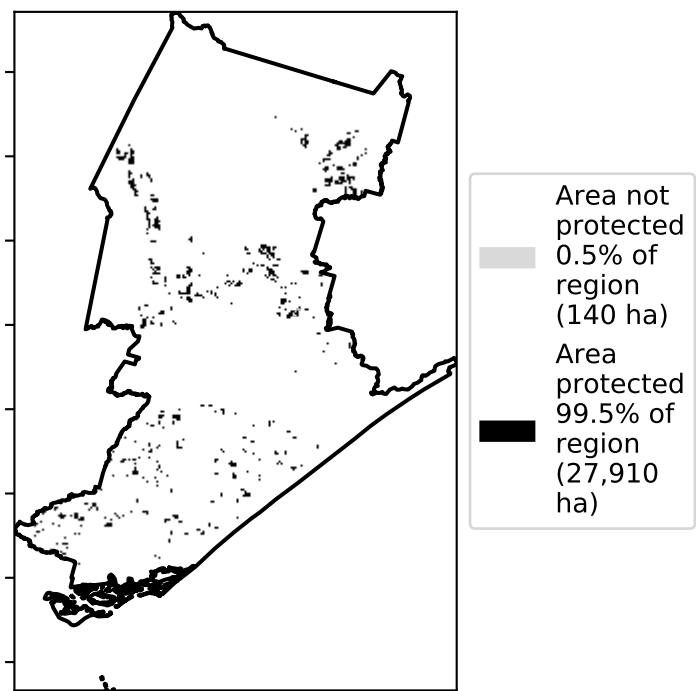 Area not
protected
0.5% of
region
(140 ha)
Area
protected
99.5% of
region
(27,910
ha)